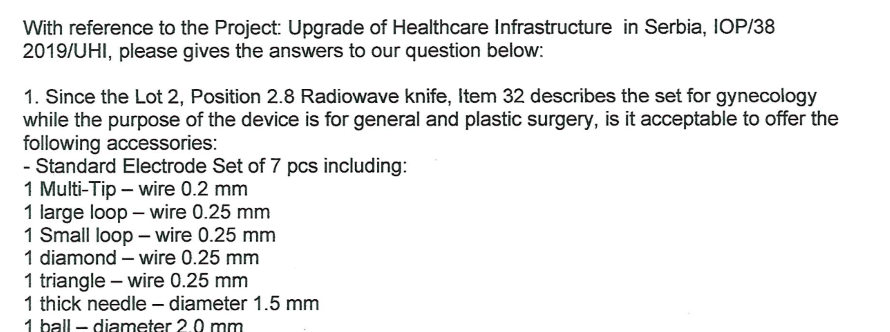 With reference to the Project: Upgrade of Healthcare Infrastructure in Serbia, IOP/38
2019/UHI, please gives the answers to our question below:
1. Since the Lot 2, Position 2.8 Radiowave knife, Item 32 describes the set for gynecology
while the purpose of the device is for general and plastic surgery, is it acceptable to offer the
following accessories:
- Standard Electrode Set of 7 pcs including:
1 Multi-Tip – wire 0.2 mm
1 large loop – wire 0.25 mm
1 Small loop – wire 0.25 mm
1 diamond – wire 0.25 mm
1 triangle – wire 0.25 mm
1 thick needle – diameter 1.5 mm
1 ball – diameter 2.0 mm